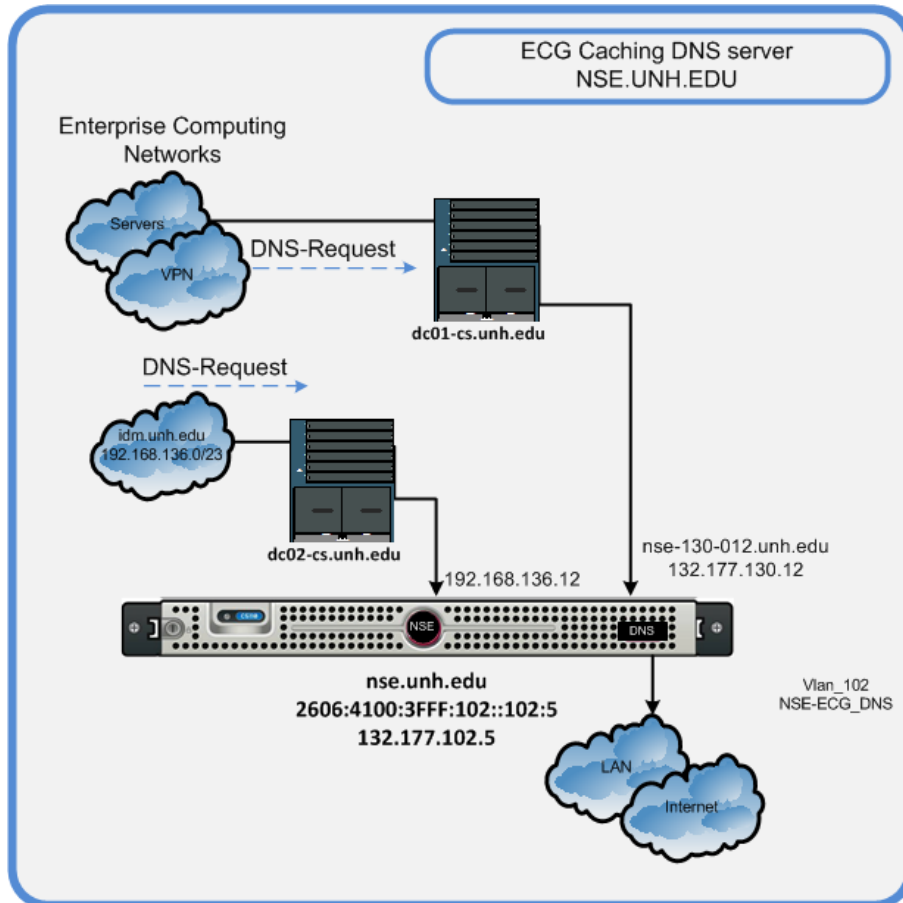 ECG Caching DNS server
NSE.UNH.EDU
Enterprise Computing
Networks
Servers
VPN
DNS-Request
dc01-cs.unh.edu
DNS-Request
idm.unh.edu
192.168.136.0/23
dc02-cs.unh.edu
192.168.136.12
nse-130-012.unh.edu
132.177.130.12
NSE
DNS
nse.unh.edu
2606:4100:3FFF:102::102:5
132.177.102.5
Vlan_102
NSE-ECG_DNS
LAN
Internet